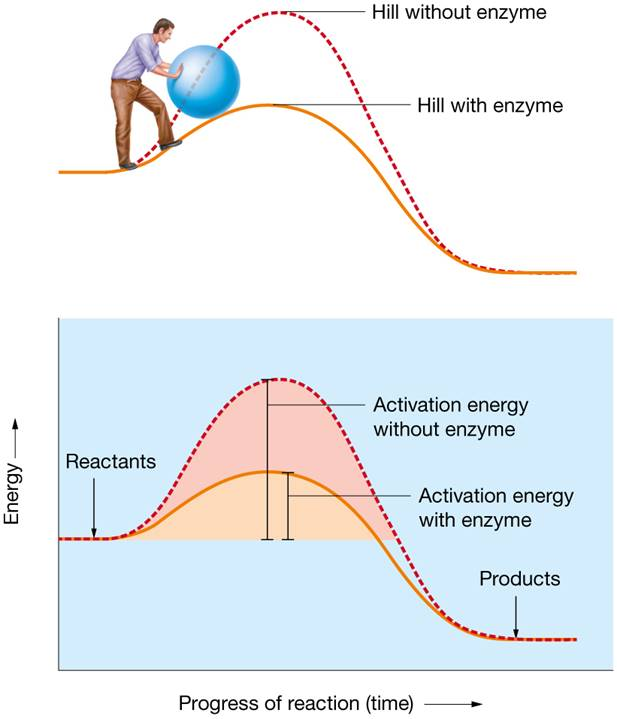 Hill without enzyme
Hill with enzyme
Activation energy
without enzyme
Reactants
Activation energy
with enzyme
Energy
Products
Progress of reaction (time)